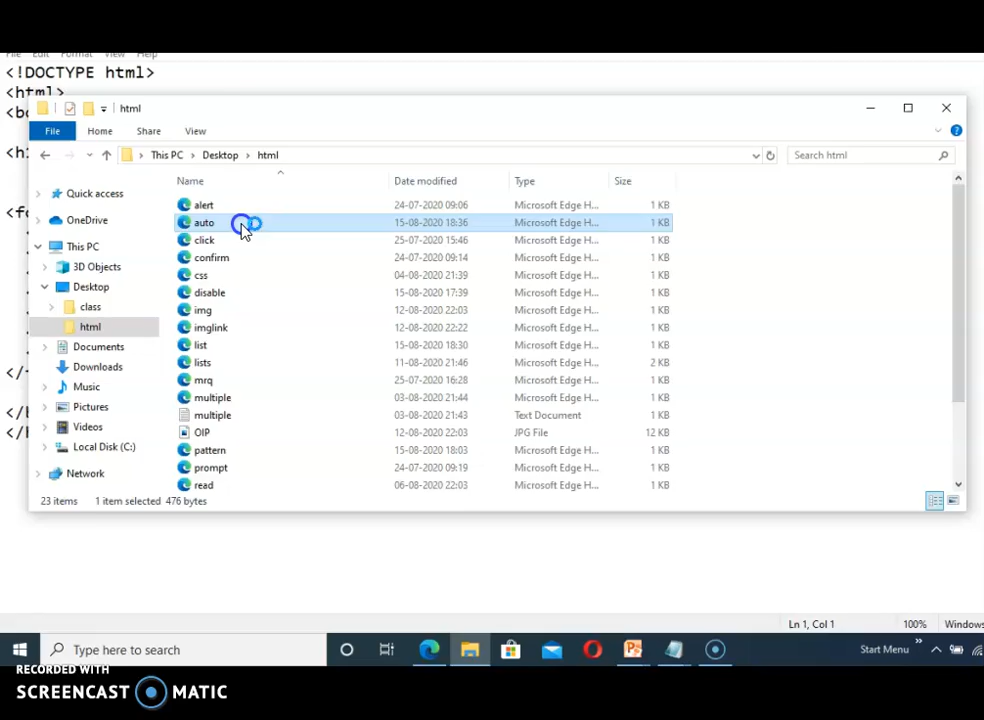 File Edit Format View Help
<!DOCTYPE html>
<html>
html
File Home Share View
This PC Desktop html
Search html
Name Date modified Type Size
Quick access
OneDrive
This PC
3D Objects
Desktop
class
html
Documents
Downloads
Music
Pictures
Videos
Local Disk (C:)
Network
alert 24-07-2020 09:06 Microsoft Edge H... 1 KB
auto 15-08-2020 18:36 Microsoft Edge H... 1 KB
click 25-07-2020 15:46 Microsoft Edge H... 1 KB
confirm 24-07-2020 09:14 Microsoft Edge H... 1 KB
css 04-08-2020 21:39 Microsoft Edge H... 1 KB
disable 15-08-2020 17:39 Microsoft Edge H... 1 KB
img 12-08-2020 22:03 Microsoft Edge H... 1 KB
imglink 12-08-2020 22:22 Microsoft Edge H... 1 KB
list 15-08-2020 18:30 Microsoft Edge H... 1 KB
lists 11-08-2020 21:46 Microsoft Edge H... 2 KB
mrq 25-07-2020 16:28 Microsoft Edge H... 1 KB
multiple 03-08-2020 21:44 Microsoft Edge H... 1 KB
multiple 03-08-2020 21:43 Text Document 1 KB
OIP 12-08-2020 22:03 JPG File 12 KB
pattern 15-08-2020 18:03 Microsoft Edge H... 1 KB
prompt 24-07-2020 09:19 Microsoft Edge H... 1 KB
read 06-08-2020 22:03 Microsoft Edge H... 1 KB
23 items 1 item selected 476 bytes
Ln 1, Col 1 100% Windows
Type here to search
Start Menu
RECORDED WITH
SCREENCAST MATIC